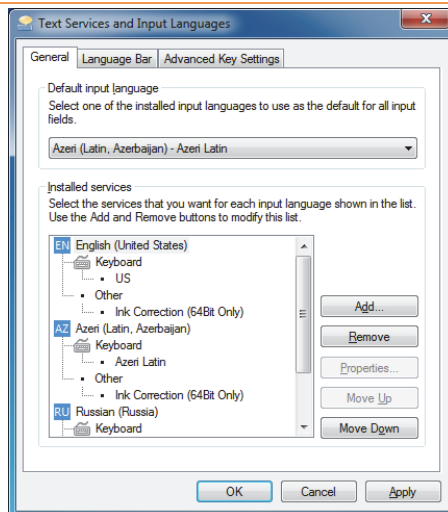 Text Services and Input Languages
General
Language Bar
Advanced Key Settings
Default input language
Select one of the installed input languages to use as the default for all input
fields.
Azeri (Latin, Azerbaijan) - Azeri Latin
Installed services
Select the services that you want for each input language shown in the list.
Use the Add and Remove buttons to modify this list.
EN English (United States)
Keyboard
US
Other
Ink Correction (64Bit Only)
AZ Azeri (Latin, Azerbaijan)
Keyboard
Azeri Latin
Other
Ink Correction (64Bit Only)
RU Russian (Russia)
Keyboard
Add...
Remove
Properties...
Move Up
Move Down
OK
Cancel
Apply